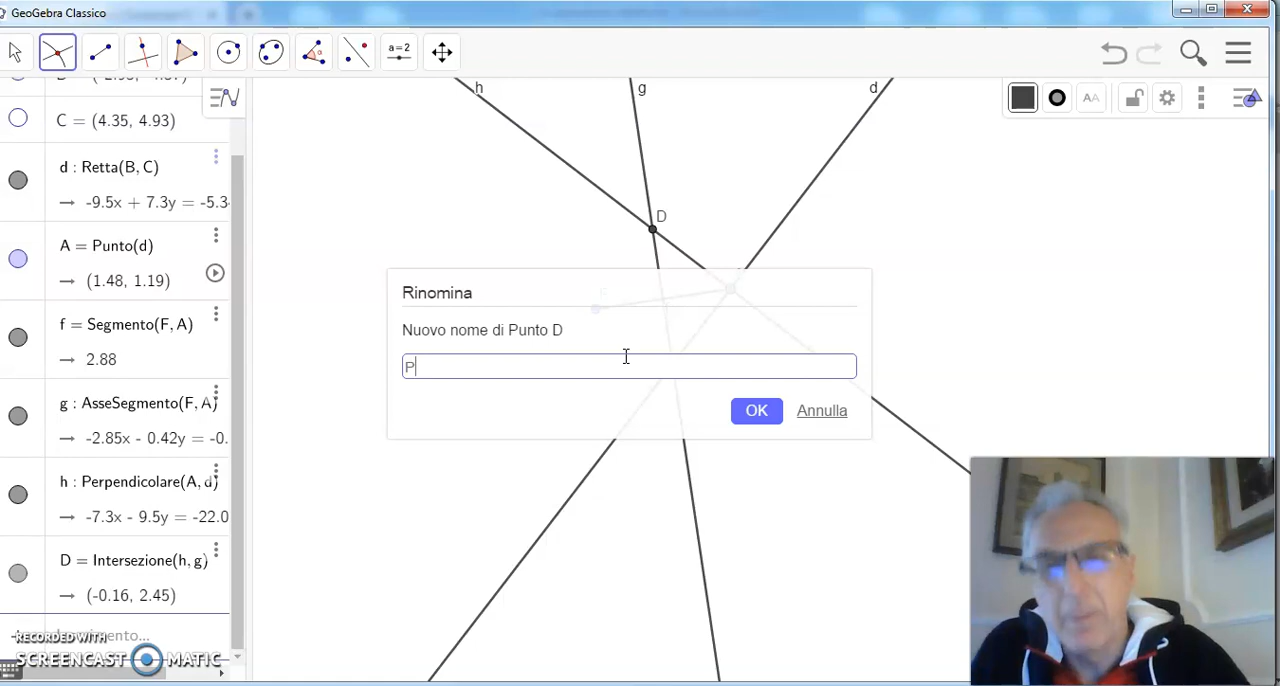 GeoGebra Classico
a=2
AA
C = (4.35, 4.93)
d : Retta(B, C)
→ -9.5x + 7.3y = -5.3
A = Punto(d)
→ (1.48, 1.19)
f = Segmento(F, A)
→ 2.88
g : AsseSegmento(F, A)
→ -2.85x - 0.42y = -0.
h : Perpendicolare(A, d)
→ -7.3x - 9.5y = -22.0
D = Intersezione(h, g)
→ (-0.16, 2.45)
h
g
d
D
Rinomina
Nuovo nome di Punto D
P
OK
Annulla
RECORDED WITH
SCREENCAST MATIC